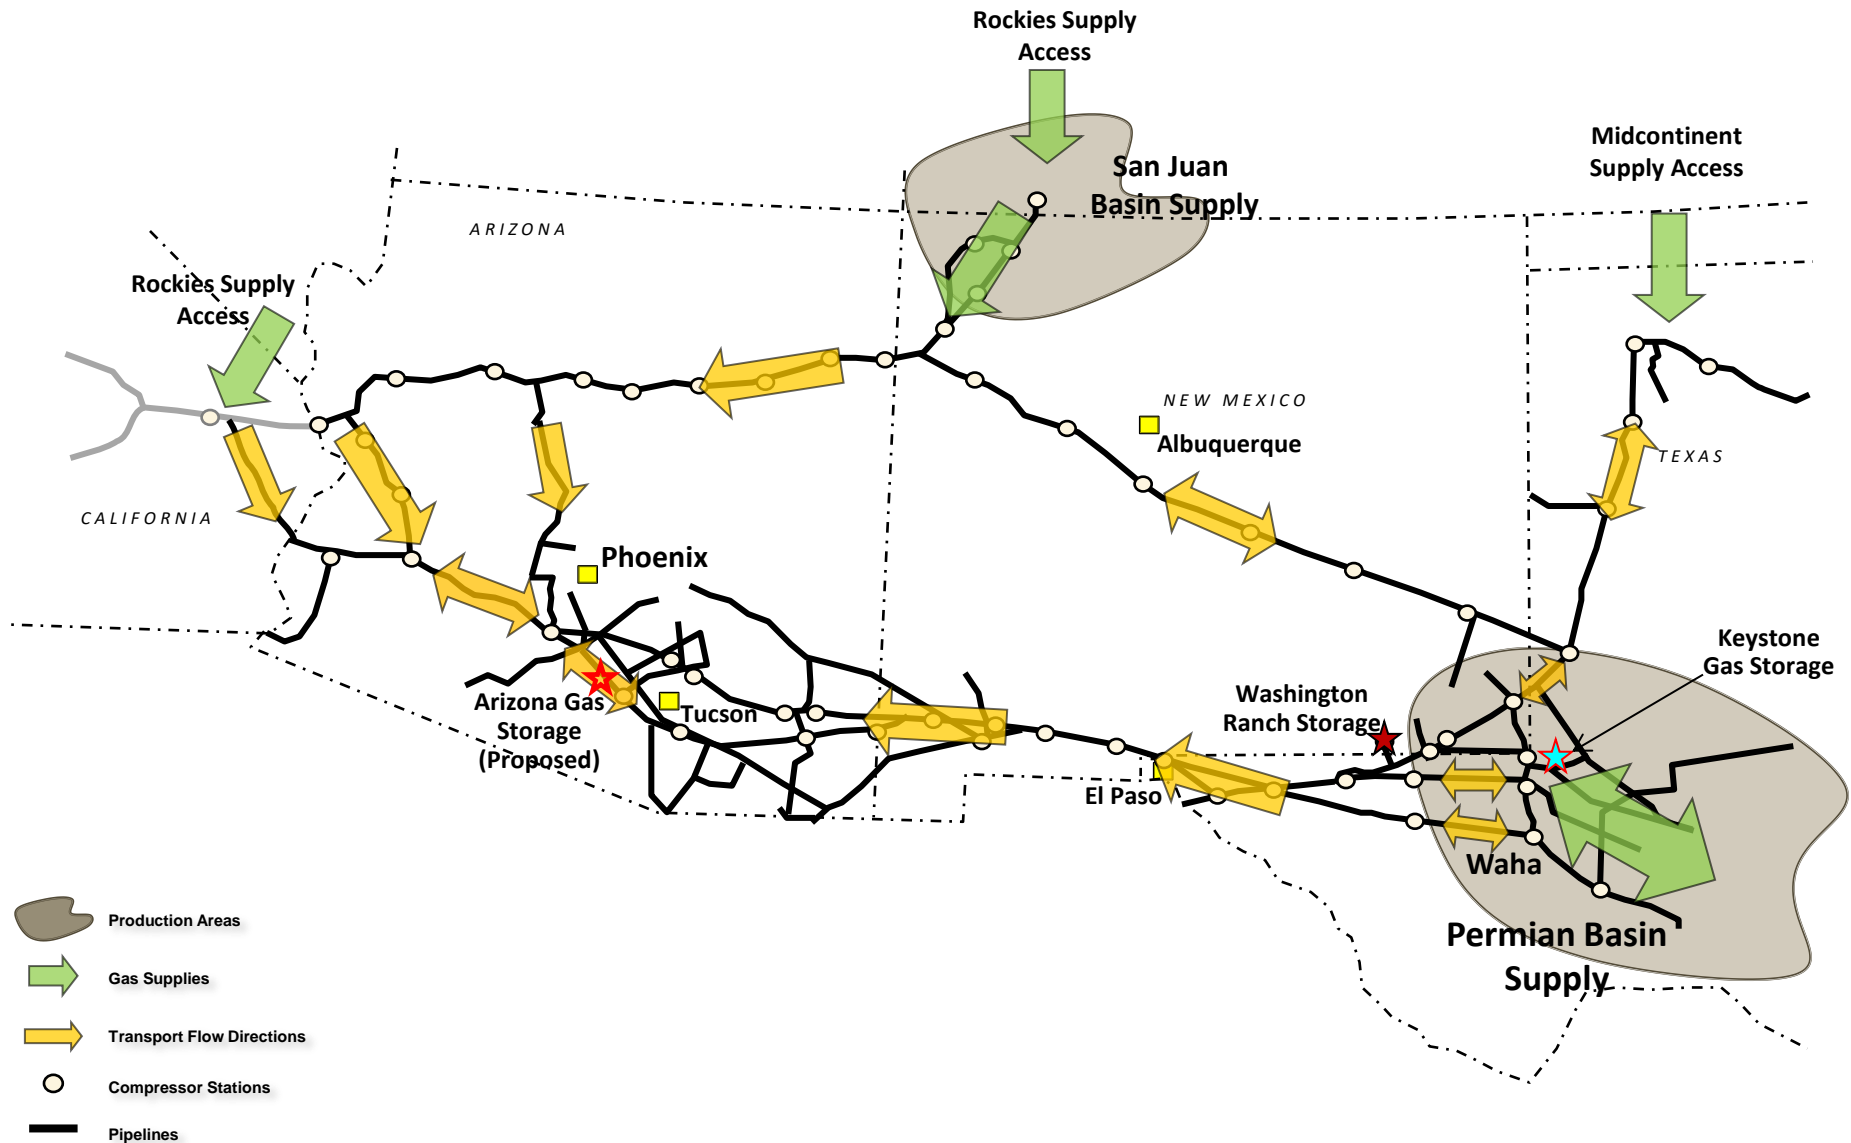 Rockies Supply
Access
Midcontinent
Supply Access
San Juan
Basin Supply
ARIZONA
Rockies Supply
Access
NEW MEXICO
Albuquerque
TEXAS
CALIFORNIA
Phoenix
Keystone
Gas Storage
Washington
Ranch Storage
Arizona Gas
Storage
(Proposed)
Tucson
El Paso
Waha
Permian Basin
Supply
Production Areas
Gas Supplies
Transport Flow Directions
Compressor Stations
Pipelines